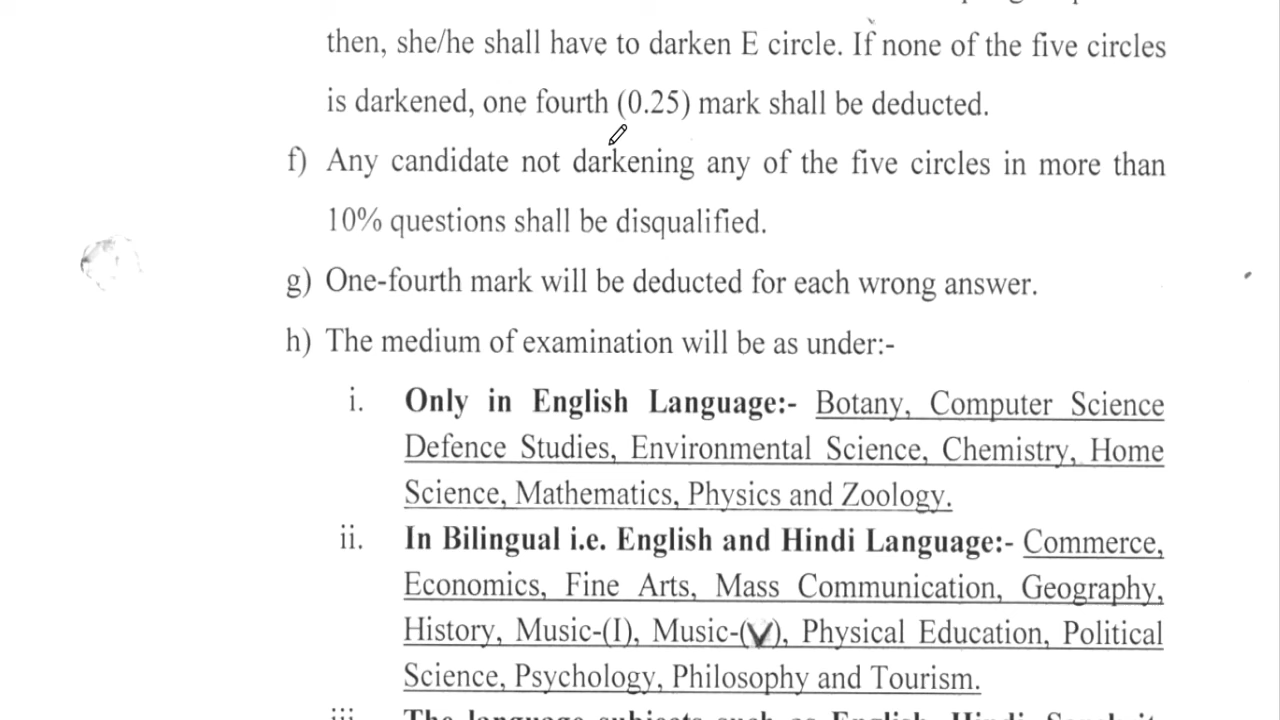 then, she/he shall have to darken E circle. If none of the five circles
is darkened, one fourth (0.25) mark shall be deducted.
f) Any candidate not darkening any of the five circles in more than
10% questions shall be disqualified.
g) One-fourth mark will be deducted for each wrong answer.
h) The medium of examination will be as under:-
i. Only in English Language:- Botany, Computer Science
Defence Studies, Environmental Science, Chemistry, Home
Science, Mathematics, Physics and Zoology.
ii. In Bilingual i.e. English and Hindi Language:- Commerce,
Economics, Fine Arts, Mass Communication, Geography,
History, Music-(I), Music-(V), Physical Education, Political
Science, Psychology, Philosophy and Tourism.
iii. The language subjects such as English, Hindi,